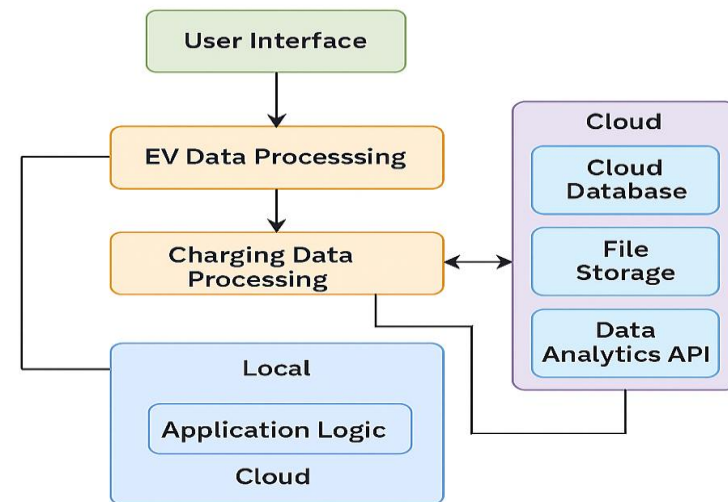 User Interface
EV Data Processsing
Charging Data
Processing
Cloud
Cloud
Database
File
Storage
Data
Analytics API
Local
Application Logic
Cloud